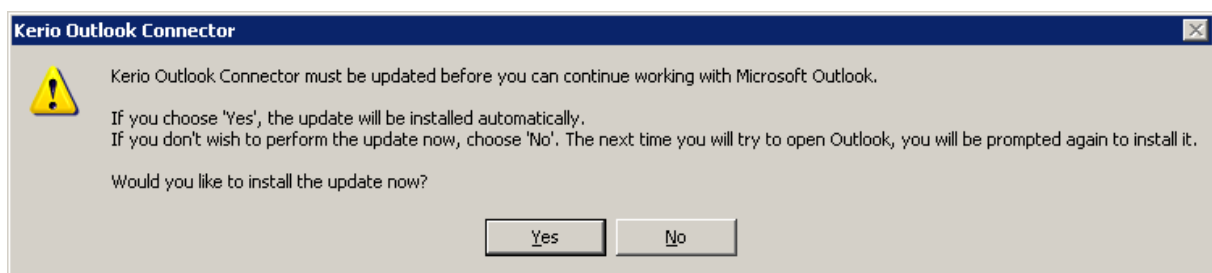 Kerio Outlook Connector
Kerio Outlook Connector must be updated before you can continue working with Microsoft Outlook.
If you choose 'Yes', the update will be installed automatically.
If you don't wish to perform the update now, choose 'No'. The next time you will try to open Outlook, you will be prompted again to install it.
Would you like to install the update now?
Yes No